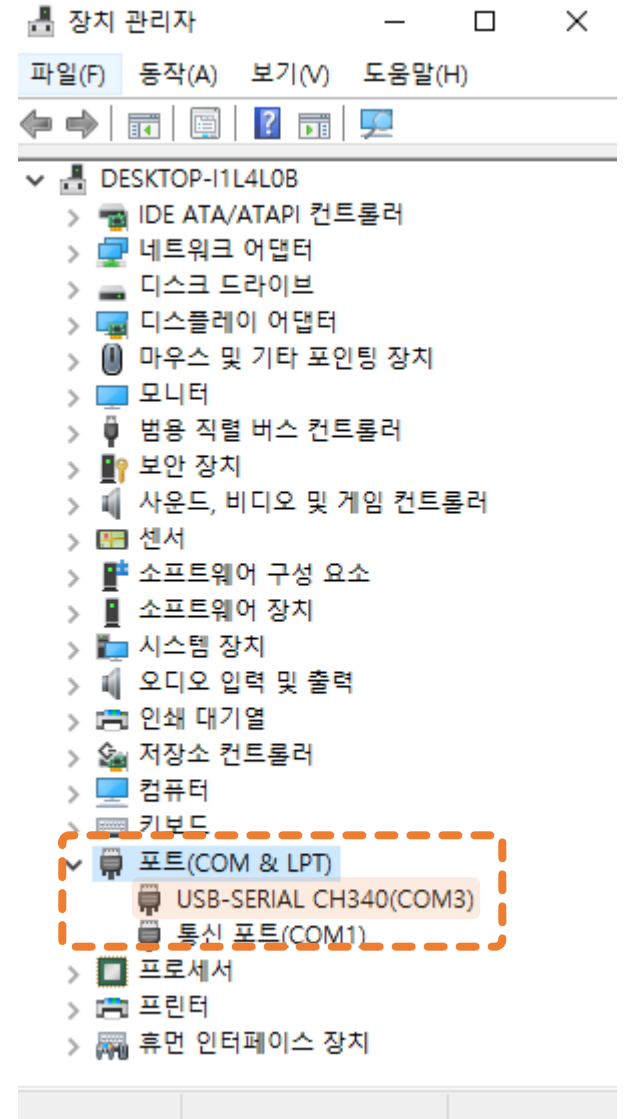 장치 관리자
파일(F) 동작(A) 보기(V) 도움말(H)
DESKTOP-I1L4L0B
IDE ATA/ATAPI 컨트롤러
네트워크 어댑터
디스크 드라이브
디스플레이 어댑터
마우스 및 기타 포인팅 장치
모니터
범용 직렬 버스 컨트롤러
보안 장치
사운드, 비디오 및 게임 컨트롤러
센서
소프트웨어 구성 요소
소프트웨어 장치
시스템 장치
오디오 입력 및 출력
인쇄 대기열
저장소 컨트롤러
컴퓨터
키보드
포트(COM & LPT)
USB-SERIAL CH340(COM3)
통신 포트(COM1)
프로세서
프린터
휴먼 인터페이스 장치